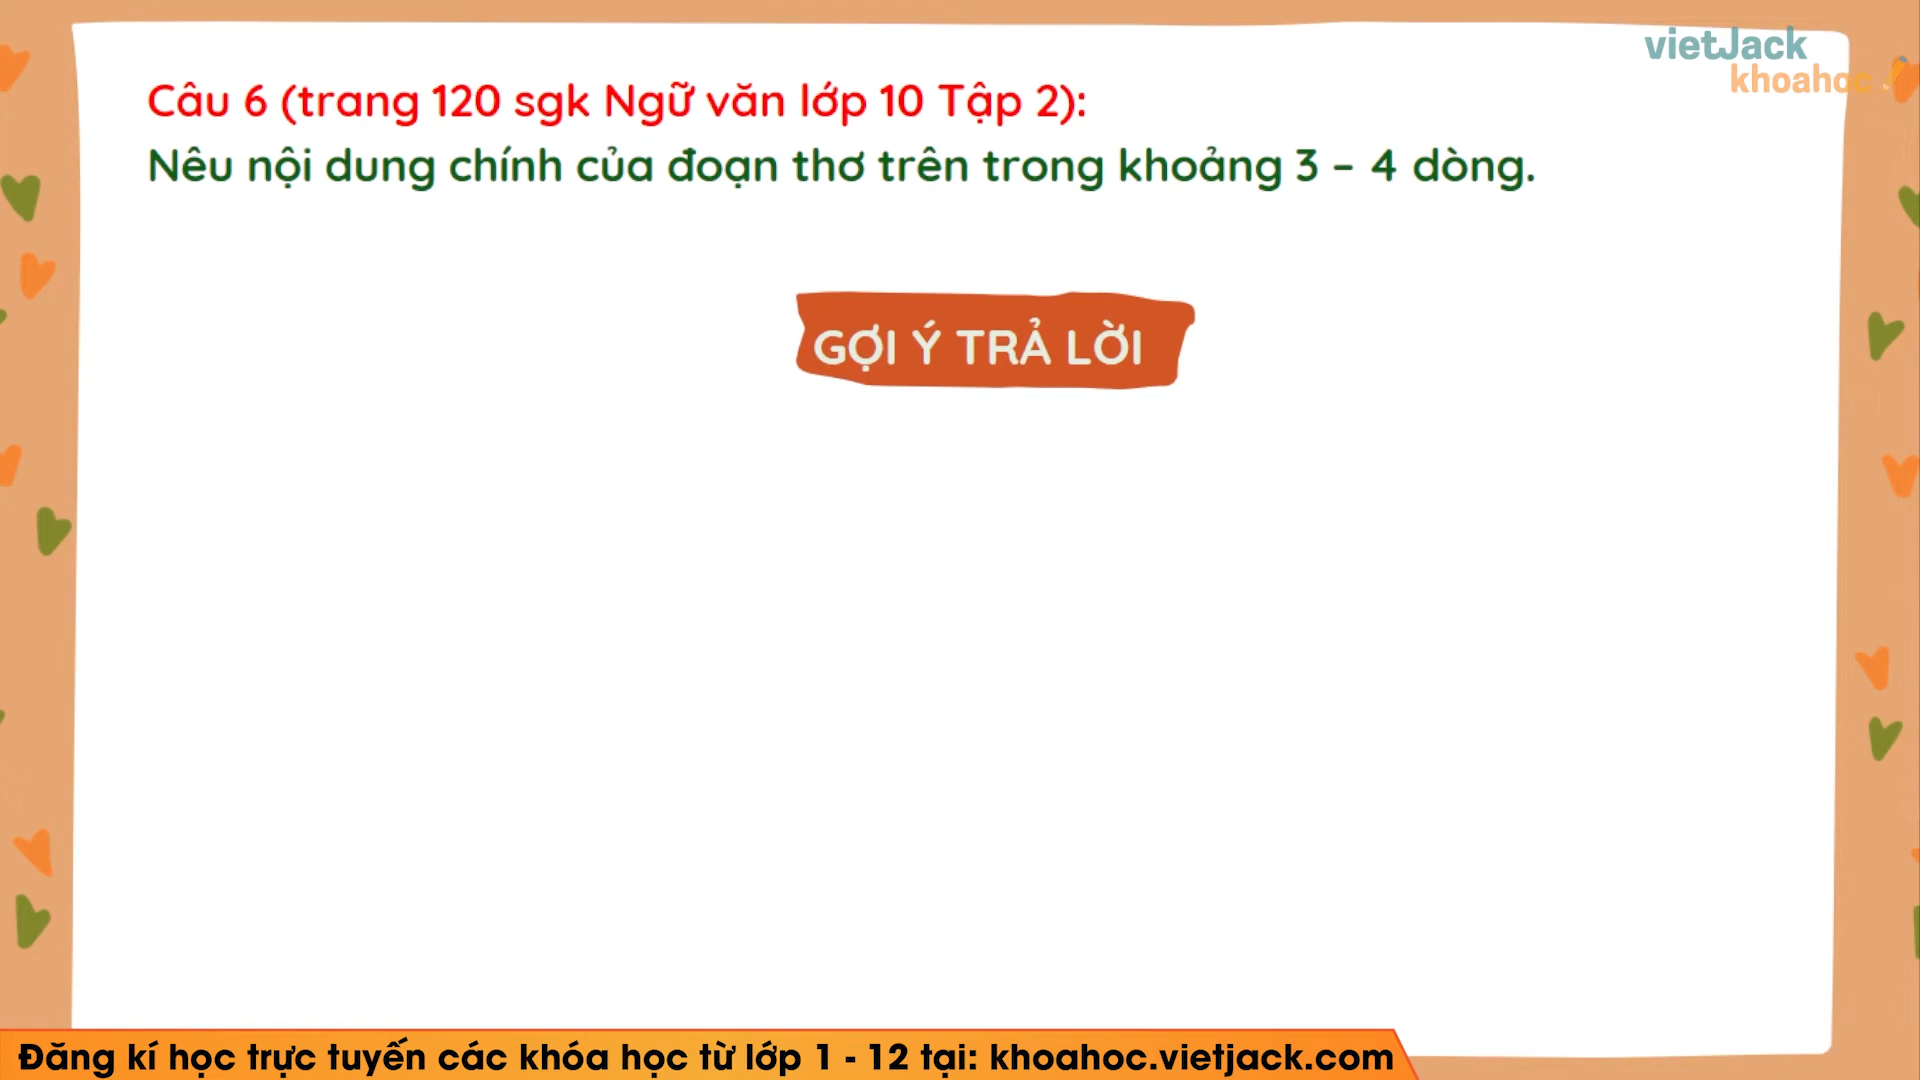 vietJack
khoahoc
Câu 6 (trang 120 sgk Ngữ văn lớp 10 Tập 2):
Nêu nội dung chính của đoạn thơ trên trong khoảng 3 – 4 dòng.
GỢI Ý TRẢ LỜI
Đăng kí học trực tuyến các khóa học từ lớp 1 - 12 tại: khoahoc.vietjack.com